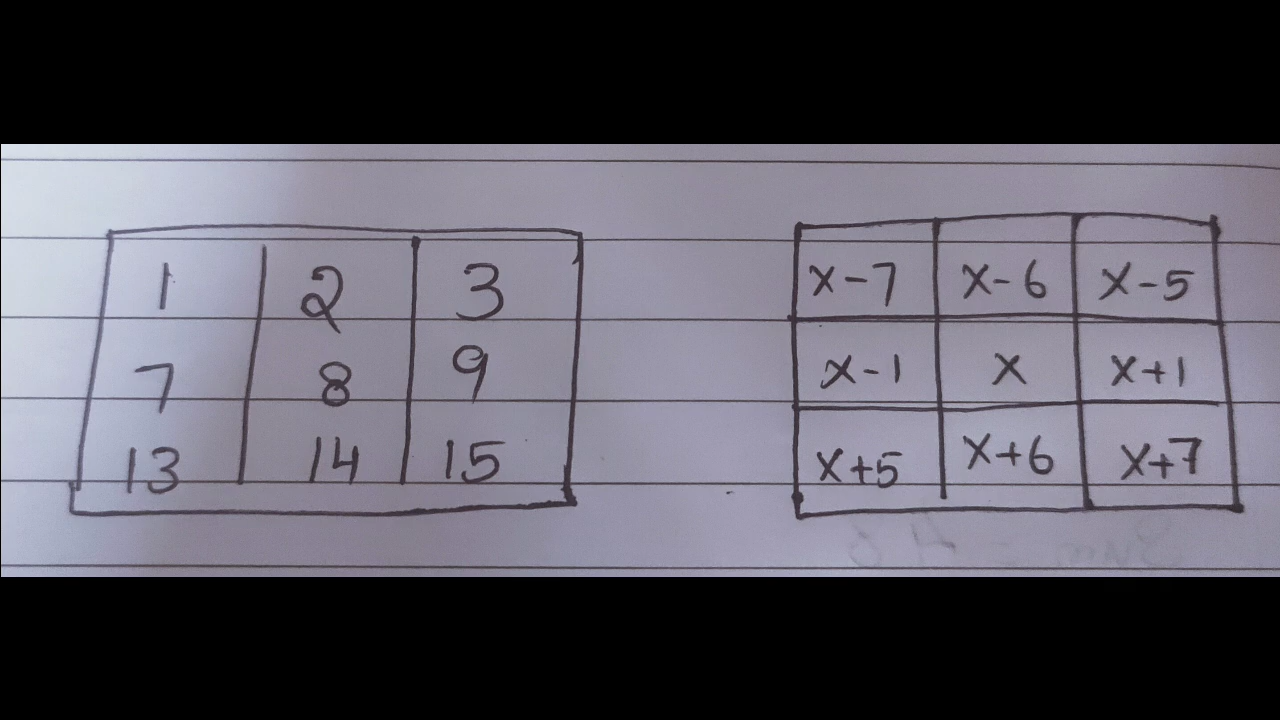 1 2 3
7 8 9
13 14 15
x-7 x-6 x-5
x-1 x x+1
x+5 x+6 x+7